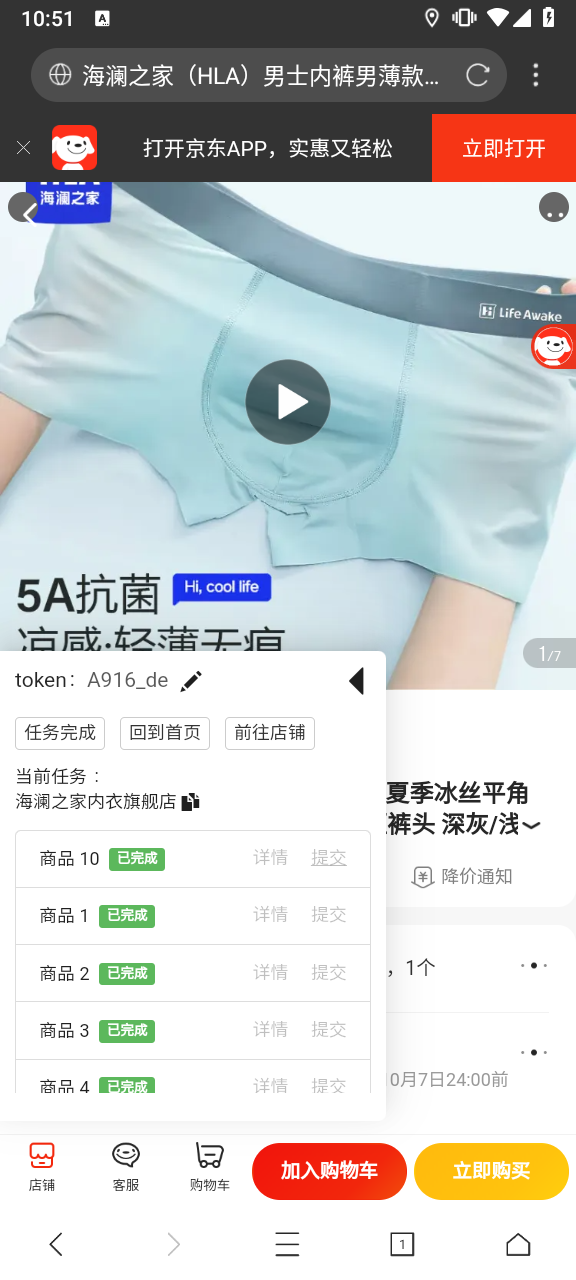 10:51
海澜之家（HLA）男士内裤男薄款...
打开京东APP，实惠又轻松
立即打开
海澜之家
Life Awake
5A抗菌
Hi, cool life
凉感·轻薄无痕
1/7
token： A916_de
任务完成
回到首页
前往店铺
当前任务：
海澜之家内衣旗舰店
夏季冰丝平角
裤头 深灰/浅
降价通知
商品 10 已完成 详情 提交
商品 1 已完成 详情 提交
，1个
商品 2 已完成 详情 提交
商品 3 已完成 详情 提交
0月7日24:00前
商品 4 已完成 详情 提交
店铺
客服
购物车
加入购物车
立即购买
1